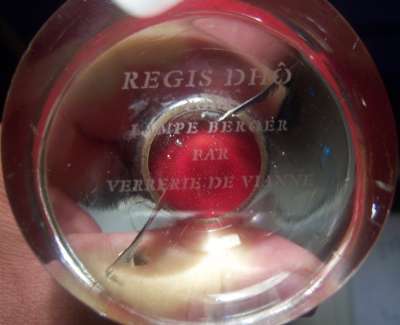 REGIS DHÔ
LAMPE BERGER
PAR
VERRERIE DE VIANNE